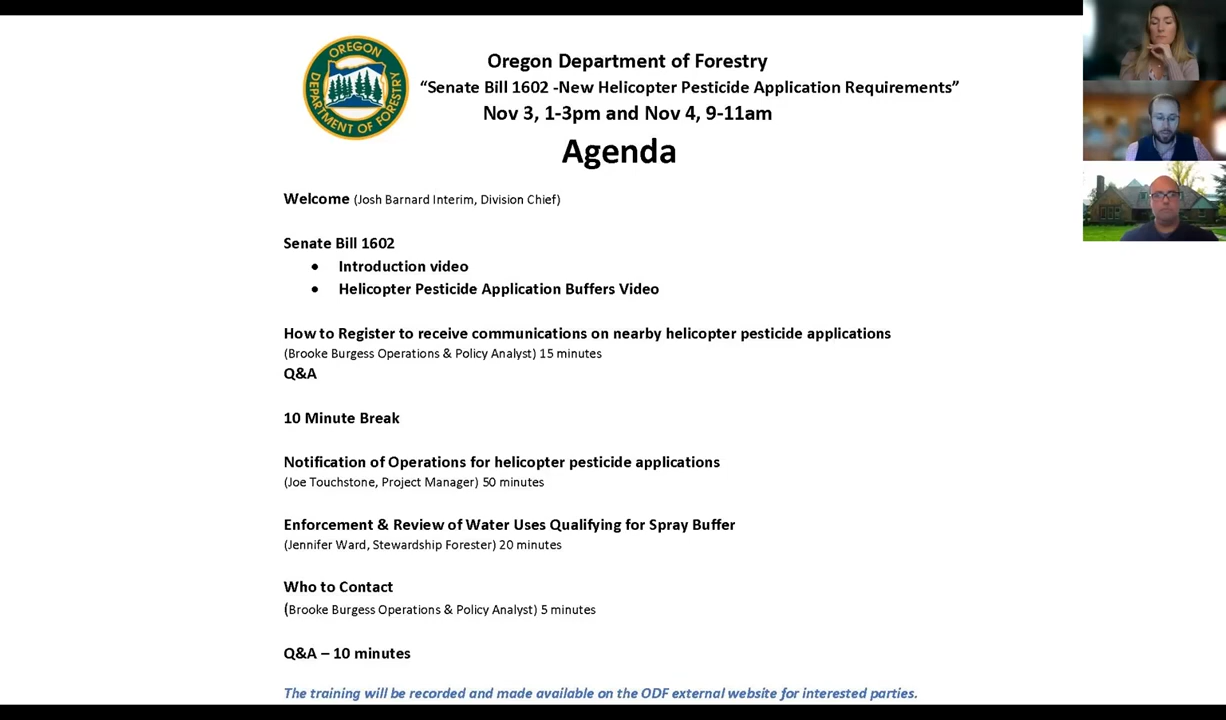 OREGON
DEPARTMENT OF FORESTRY
Oregon Department of Forestry
“Senate Bill 1602 -New Helicopter Pesticide Application Requirements”
Nov 3, 1-3pm and Nov 4, 9-11am
Agenda
Welcome (Josh Barnard Interim, Division Chief)
Senate Bill 1602
• Introduction video
• Helicopter Pesticide Application Buffers Video
How to Register to receive communications on nearby helicopter pesticide applications
(Brooke Burgess Operations & Policy Analyst) 15 minutes
Q&A
10 Minute Break
Notification of Operations for helicopter pesticide applications
(Joe Touchstone, Project Manager) 50 minutes
Enforcement & Review of Water Uses Qualifying for Spray Buffer
(Jennifer Ward, Stewardship Forester) 20 minutes
Who to Contact
(Brooke Burgess Operations & Policy Analyst) 5 minutes
Q&A – 10 minutes
The training will be recorded and made available on the ODF external website for interested parties.